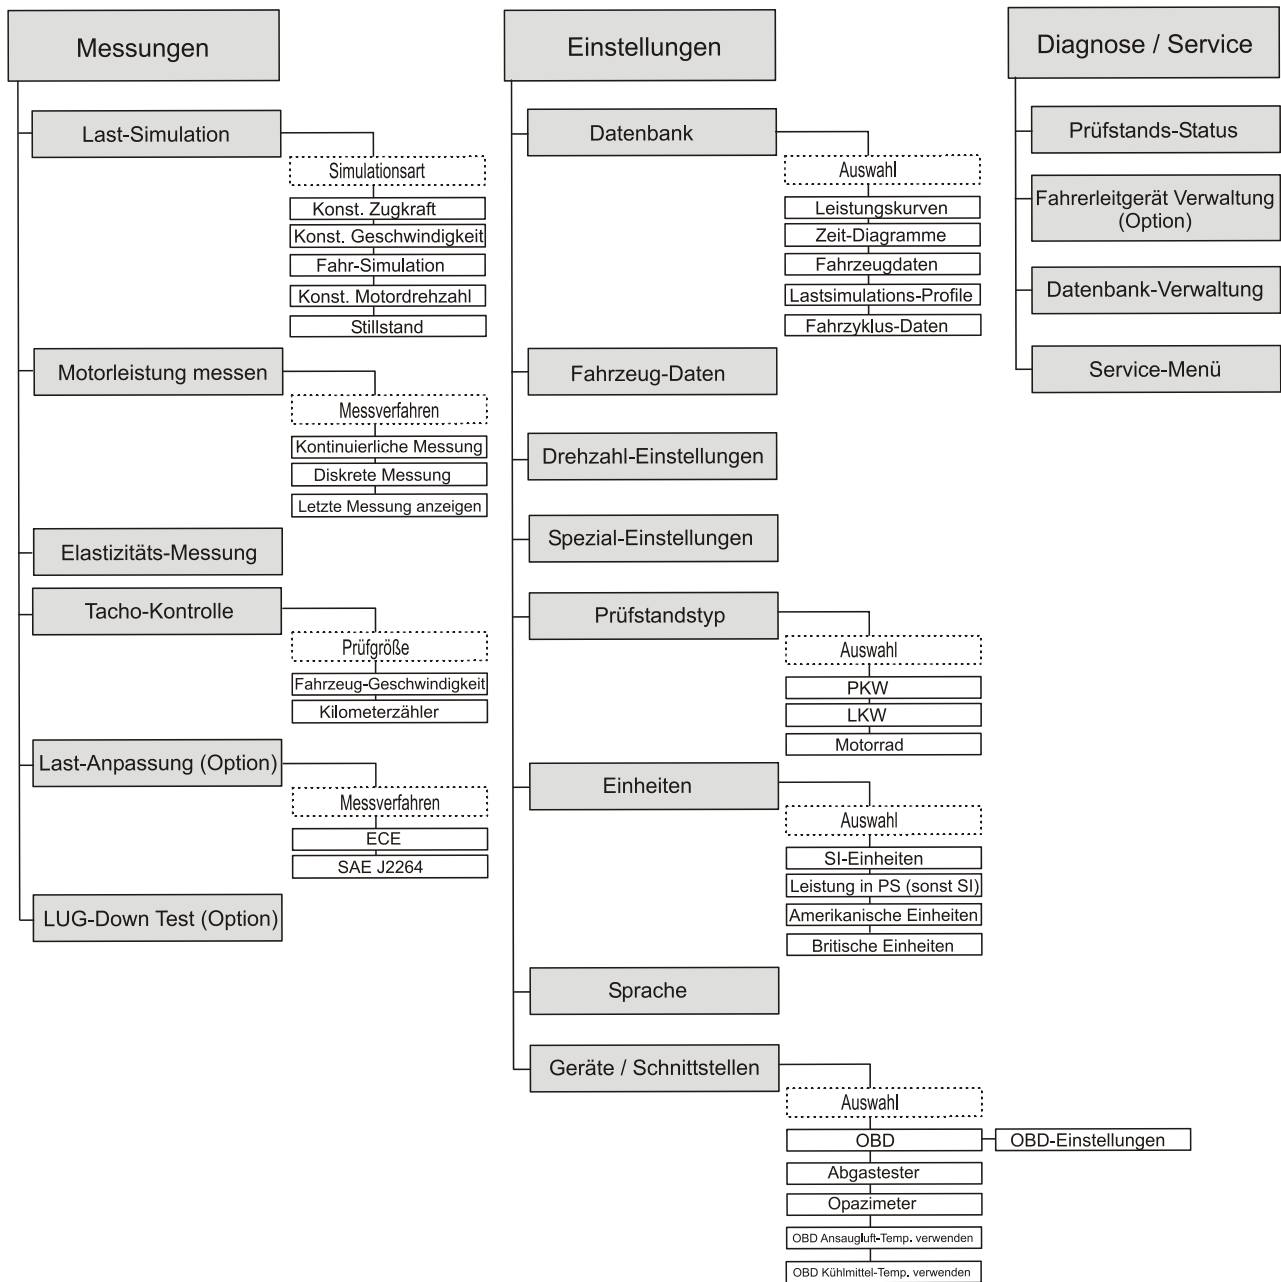 Messungen
Last-Simulation
Simulationsart
Konst. Zugkraft
Konst. Geschwindigkeit
Fahr-Simulation
Konst. Motordrehzahl
Stillstand
Motorleistung messen
Messverfahren
Kontinuierliche Messung
Diskrete Messung
Letzte Messung anzeigen
Elastizitäts-Messung
Tacho-Kontrolle
Prüfgröße
Fahrzeug-Geschwindigkeit
Kilometerzähler
Last-Anpassung (Option)
Messverfahren
ECE
SAE J2264
LUG-Down Test (Option)
Einstellungen
Datenbank
Auswahl
Leistungskurven
Zeit-Diagramme
Fahrzeugdaten
Lastsimulations-Profile
Fahrzyklus-Daten
Fahrzeug-Daten
Drehzahl-Einstellungen
Spezial-Einstellungen
Prüfstandstyp
Auswahl
PKW
LKW
Motorrad
Einheiten
Auswahl
SI-Einheiten
Leistung in PS (sonst SI)
Amerikanische Einheiten
Britische Einheiten
Sprache
Geräte / Schnittstellen
Auswahl
OBD
OBD-Einstellungen
Abgastester
Opazimeter
OBD Ansaugluft-Temp. verwenden
OBD Kühlmittel-Temp. verwenden
Diagnose / Service
Prüfstands-Status
Fahrerleitgerät Verwaltung
(Option)
Datenbank-Verwaltung
Service-Menü